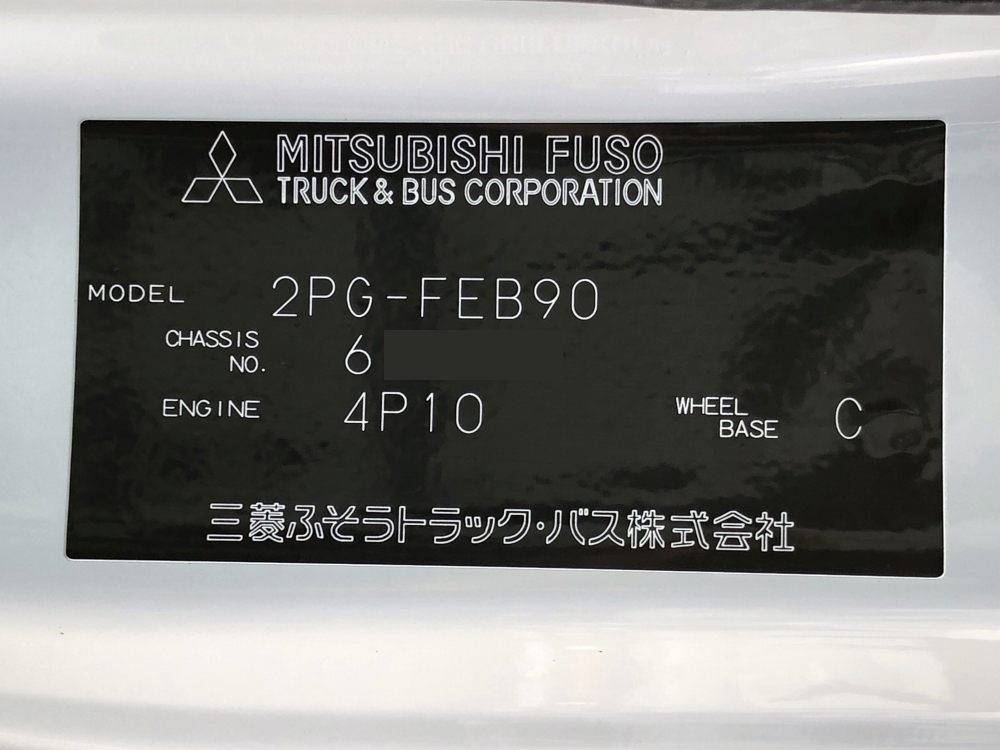 MITSUBISHI FUSO
TRUCK & BUS CORPORATION
MODEL 2PG-FEB90
CHASSIS
NO. 6
ENGINE 4P10
WHEEL
BASE C
三菱ふそうトラック・バス株式会社